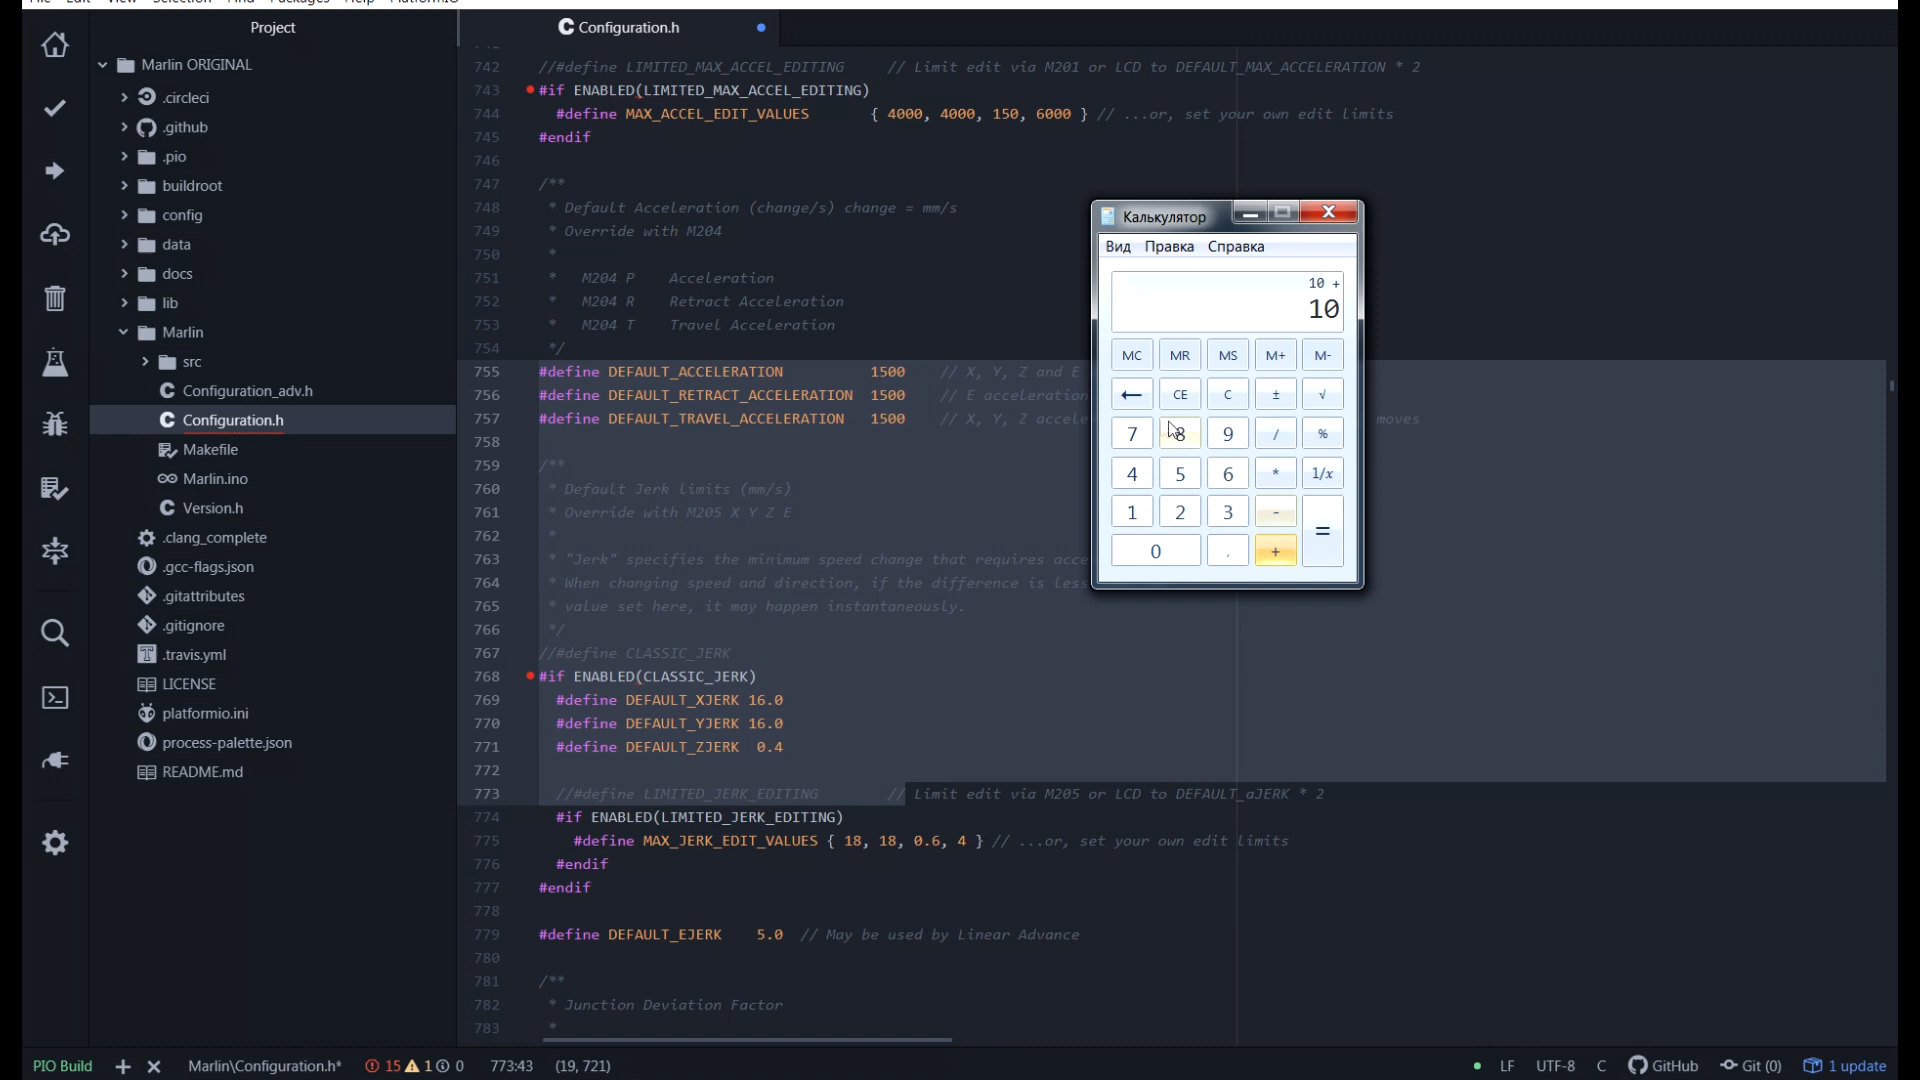 File Edit View Selection Find Packages Help PlatformIO
Project
Configuration.h
Marlin ORIGINAL
.circleci
.github
.pio
buildroot
config
data
docs
lib
Marlin
src
Configuration_adv.h
Configuration.h
Makefile
Marlin.ino
Version.h
.clang_complete
.gcc-flags.json
.gitattributes
.gitignore
.travis.yml
LICENSE
platformio.ini
process-palette.json
README.md
742 //#define LIMITED_MAX_ACCEL_EDITING // Limit edit via M201 or LCD to DEFAULT_MAX_ACCELERATION * 2
743 #if ENABLED(LIMITED_MAX_ACCEL_EDITING)
744 #define MAX_ACCEL_EDIT_VALUES { 4000, 4000, 150, 6000 } // ...or, set your own edit limits
745 #endif
746
747 /**
748 * Default Acceleration (change/s) change = mm/s
749 * Override with M204
750 *
751 * M204 P Acceleration
752 * M204 R Retract Acceleration
753 * M204 T Travel Acceleration
754 */
755 #define DEFAULT_ACCELERATION 1500 // X, Y, Z and E
756 #define DEFAULT_RETRACT_ACCELERATION 1500 // E acceleration
757 #define DEFAULT_TRAVEL_ACCELERATION 1500 // X, Y, Z accele moves
758
759 /**
760 * Default Jerk limits (mm/s)
761 * Override with M205 X Y Z E
762 *
763 * "Jerk" specifies the minimum speed change that requires acce
764 * When changing speed and direction, if the difference is less
765 * value set here, it may happen instantaneously.
766 */
767 //#define CLASSIC_JERK
768 #if ENABLED(CLASSIC_JERK)
769 #define DEFAULT_XJERK 16.0
770 #define DEFAULT_YJERK 16.0
771 #define DEFAULT_ZJERK 0.4
772
773 //#define LIMITED_JERK_EDITING // Limit edit via M205 or LCD to DEFAULT_aJERK * 2
774 #if ENABLED(LIMITED_JERK_EDITING)
775 #define MAX_JERK_EDIT_VALUES { 18, 18, 0.6, 4 } // ...or, set your own edit limits
776 #endif
777 #endif
778
779 #define DEFAULT_EJERK 5.0 // May be used by Linear Advance
780
781 /**
782 * Junction Deviation Factor
783 *
Калькулятор
Вид Правка Справка
10 +
10
MC MR MS M+ M-
← CE C ± √
7 8 9 / %
4 5 6 * 1/x
1 2 3 - =
0 , +
PIO Build + Marlin\Configuration.h* 15 1 0 773:43 (19, 721) LF UTF-8 C GitHub Git (0) 1 update